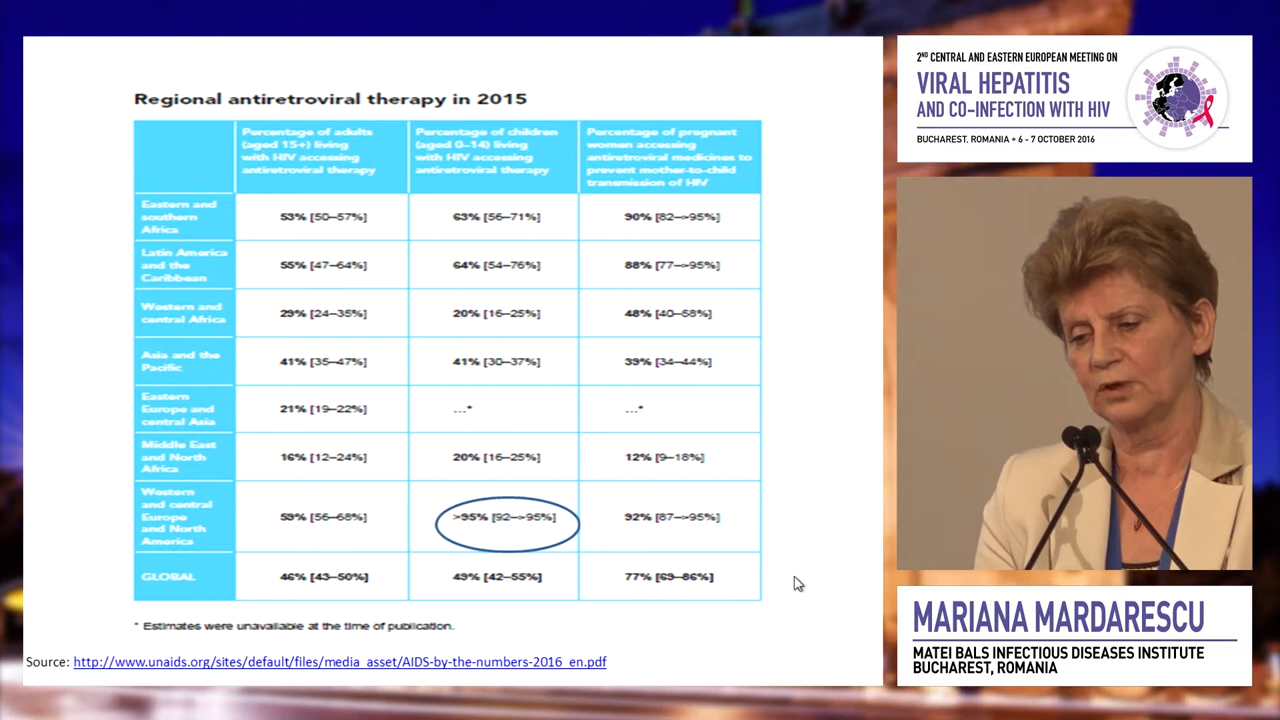 Regional antiretroviral therapy in 2015
Percentage of adults
(aged 15+) living
with HIV accessing
antiretroviral therapy
Percentage of children
(aged 0–14) living
with HIV accessing
antiretroviral therapy
Percentage of pregnant
women accessing
antiretroviral medicines to
prevent mother-to-child
transmission of HIV
Eastern and
southern
Africa
53% [50–57%]
63% [56–71%]
90% [82–>95%]
Latin America
and the
Caribbean
55% [47–64%]
64% [54–76%]
88% [77–>95%]
Western and
central Africa
29% [24–35%]
20% [16–25%]
48% [40–58%]
Asia and the
Pacific
41% [35–47%]
41% [30–37%]
39% [34–44%]
Eastern
Europe and
central Asia
21% [19–22%]
...*
...*
Middle East
and North
Africa
16% [12–24%]
20% [16–25%]
12% [9–18%]
Western
and central
Europe
and North
America
59% [56–68%]
>95% [92–>95%]
92% [87–>95%]
GLOBAL
46% [43–50%]
49% [42–55%]
77% [69–86%]
* Estimates were unavailable at the time of publication.
Source: http://www.unaids.org/sites/default/files/media_asset/AIDS-by-the-numbers-2016_en.pdf
2ND CENTRAL AND EASTERN EUROPEAN MEETING ON
VIRAL HEPATITIS
AND CO-INFECTION WITH HIV
BUCHAREST, ROMANIA • 6 - 7 OCTOBER 2016
MARIANA MARDARESCU
MATEI BALS INFECTIOUS DISEASES INSTITUTE
BUCHAREST, ROMANIA